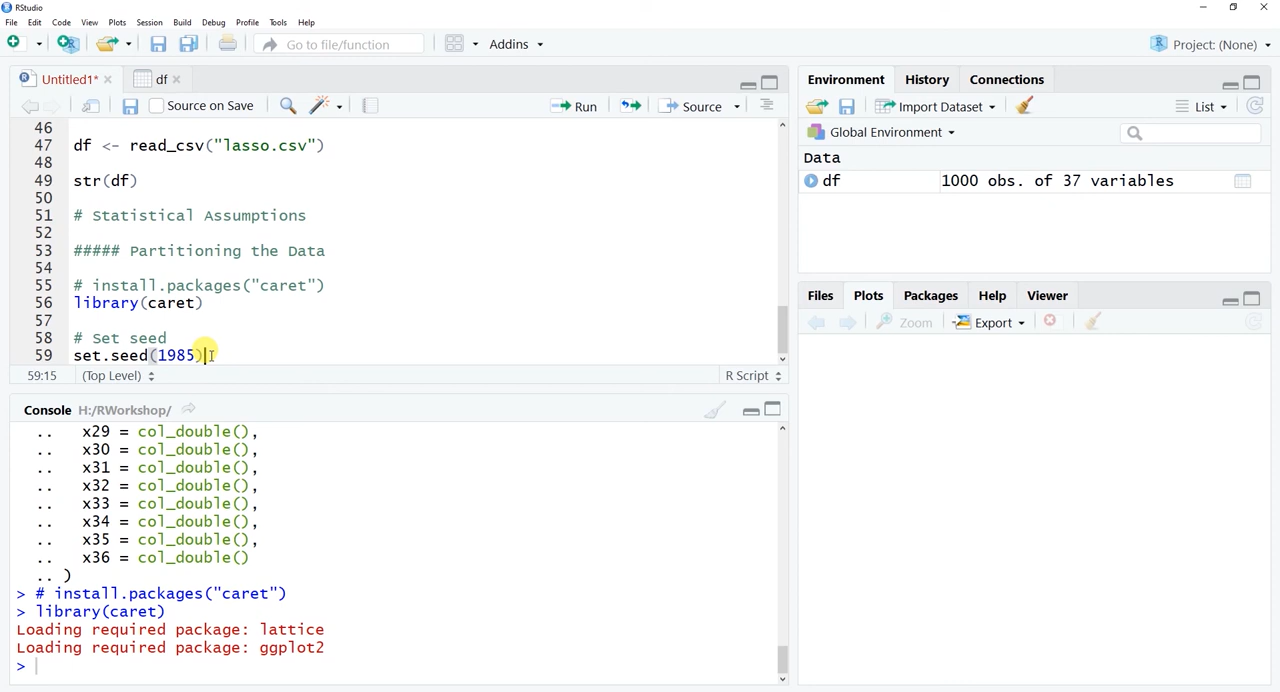 RStudio
File Edit Code View Plots Session Build Debug Profile Tools Help
Go to file/function Addins Project: (None)
Untitled1* df
Source on Save Run Source
46
47 df <- read_csv("lasso.csv")
48
49 str(df)
50
51 # Statistical Assumptions
52
53 ##### Partitioning the Data
54
55 # install.packages("caret")
56 library(caret)
57
58 # Set seed
59 set.seed(1985)
59:15 (Top Level) R Script
Console H:/RWorkshop/
.. x29 = col_double(),
.. x30 = col_double(),
.. x31 = col_double(),
.. x32 = col_double(),
.. x33 = col_double(),
.. x34 = col_double(),
.. x35 = col_double(),
.. x36 = col_double()
.. )
> # install.packages("caret")
> library(caret)
Loading required package: lattice
Loading required package: ggplot2
>
Environment History Connections
Import Dataset List
Global Environment
Data
df 1000 obs. of 37 variables
Files Plots Packages Help Viewer
Zoom Export